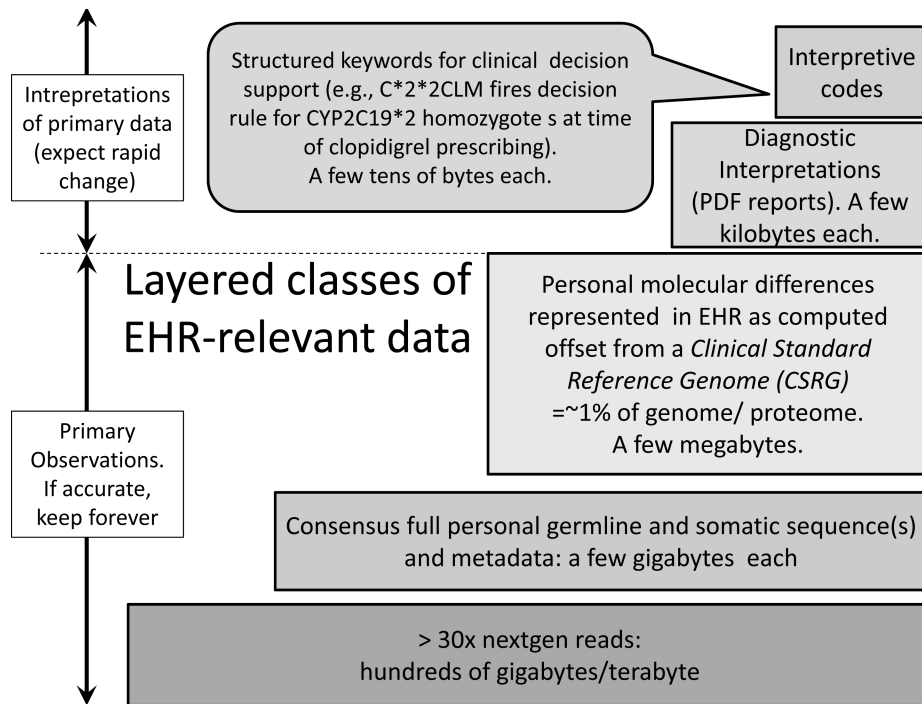 Intrepretations
of primary data
(expect rapid
change)
Structured keywords for clinical  decision
support (e.g., C*2*2CLM fires decision
rule for CYP2C19*2 homozygote s at time
of clopidigrel prescribing).
A few tens of bytes each.
Interpretive
codes
Diagnostic
Interpretations
(PDF reports). A few
kilobytes each.
Layered classes of
EHR-relevant data
Personal molecular differences
represented  in EHR as computed
offset from a Clinical Standard
Reference Genome (CSRG)
=~1% of genome/ proteome.
A few megabytes.
Primary
Observations.
If accurate,
keep forever
Consensus full personal germline and somatic sequence(s)
and metadata: a few gigabytes  each
> 30x nextgen reads:
hundreds of gigabytes/terabyte